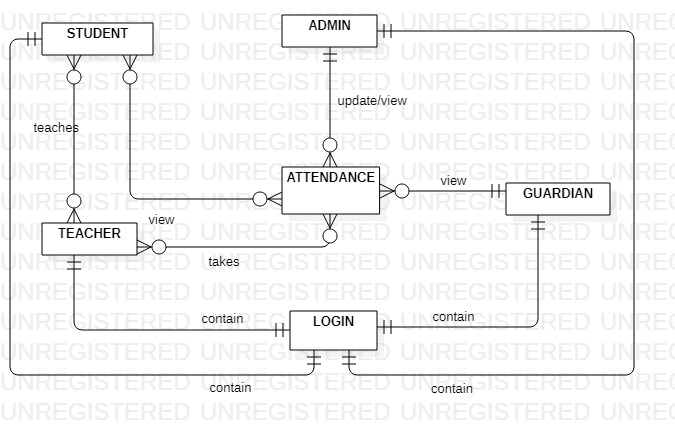 STUDENT
ADMIN
update/view
teaches
ATTENDANCE
view
GUARDIAN
view
TEACHER
takes
contain
LOGIN
contain
contain
contain
UNREGISTERED UNREGISTERED UNREGISTERED UNREGISTERED